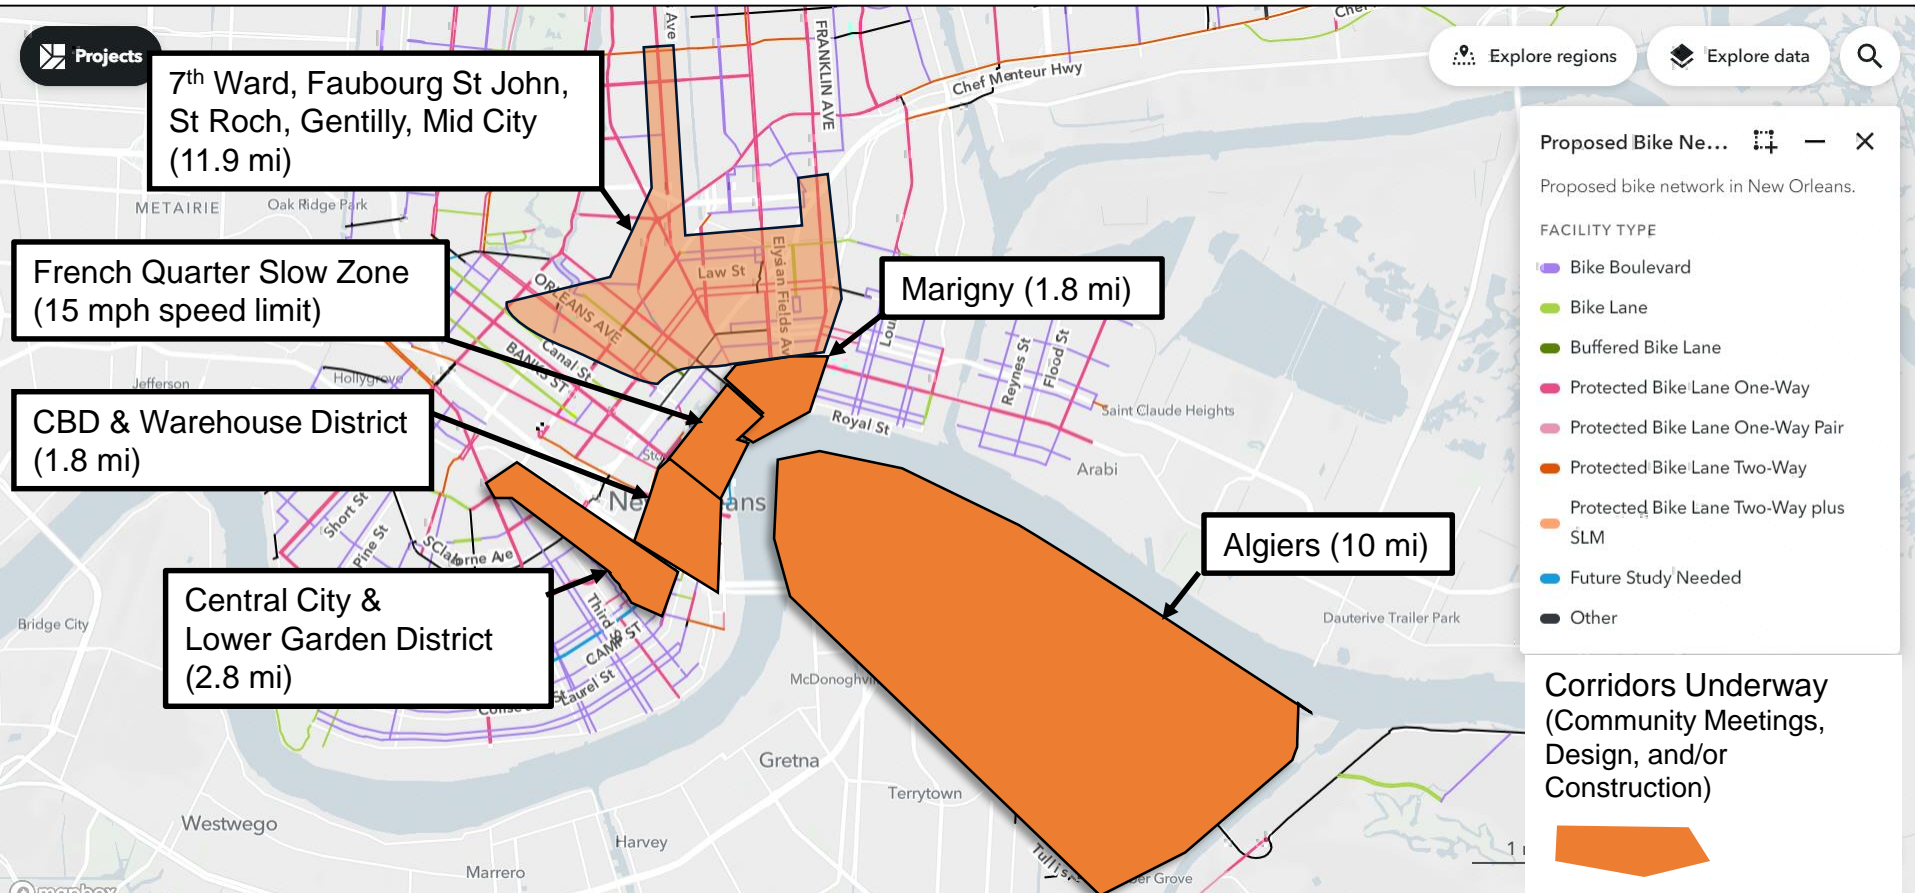 Projects
7th Ward, Faubourg St John,
St Roch, Gentilly, Mid City
(11.9 mi)
FRANKLIN AVE
Ave
Chef Menteur Hwy
Explore regions
Explore data
METAIRIE
Oak Ridge Park
French Quarter Slow Zone
(15 mph speed limit)
Law St
Elysian Fields Av
ORLEANS AVE
Marigny (1.8 mi)
Canal St
BANKS ST
Jefferson
Hollygrove
Reynes St
Flood St
CBD & Warehouse District
(1.8 mi)
Royal St
Saint Claude Heights
Arabi
Short St
Pine St
Algiers (10 mi)
Central City &
Lower Garden District
(2.8 mi)
CAMP ST
Laurel St
Bridge City
Dauterive Trailer Park
Gretna
Terrytown
Westwego
Harvey
Marrero
mapbox
Proposed Bike Ne...
Proposed bike network in New Orleans.
FACILITY TYPE
Bike Boulevard
Bike Lane
Buffered Bike Lane
Protected Bike Lane One-Way
Protected Bike Lane One-Way Pair
Protected Bike Lane Two-Way
Protected Bike Lane Two-Way plus
SLM
Future Study Needed
Other
Corridors Underway
(Community Meetings,
Design, and/or
Construction)